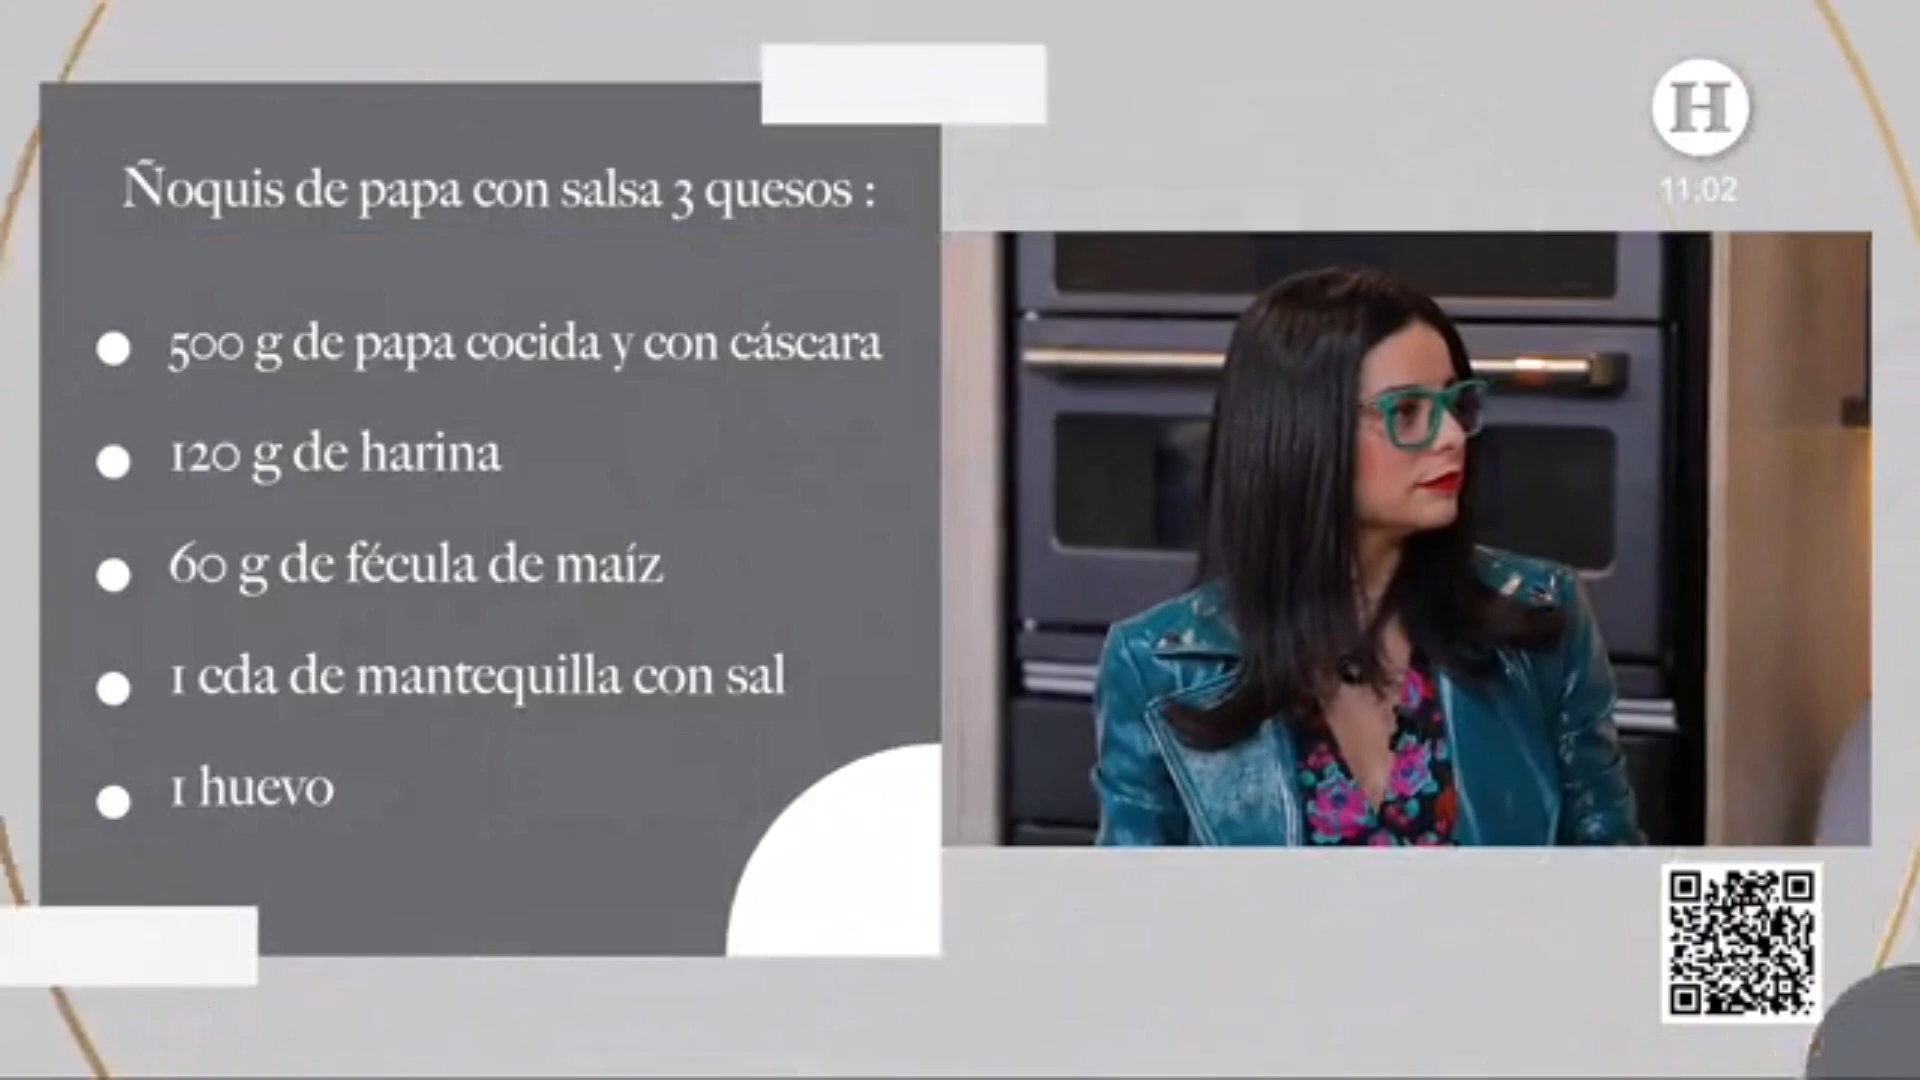 Ñoquis de papa con salsa 3 quesos :
500 g de papa cocida y con cáscara
120 g de harina
60 g de fécula de maíz
1 cda de mantequilla con sal
1 huevo
H
11:02